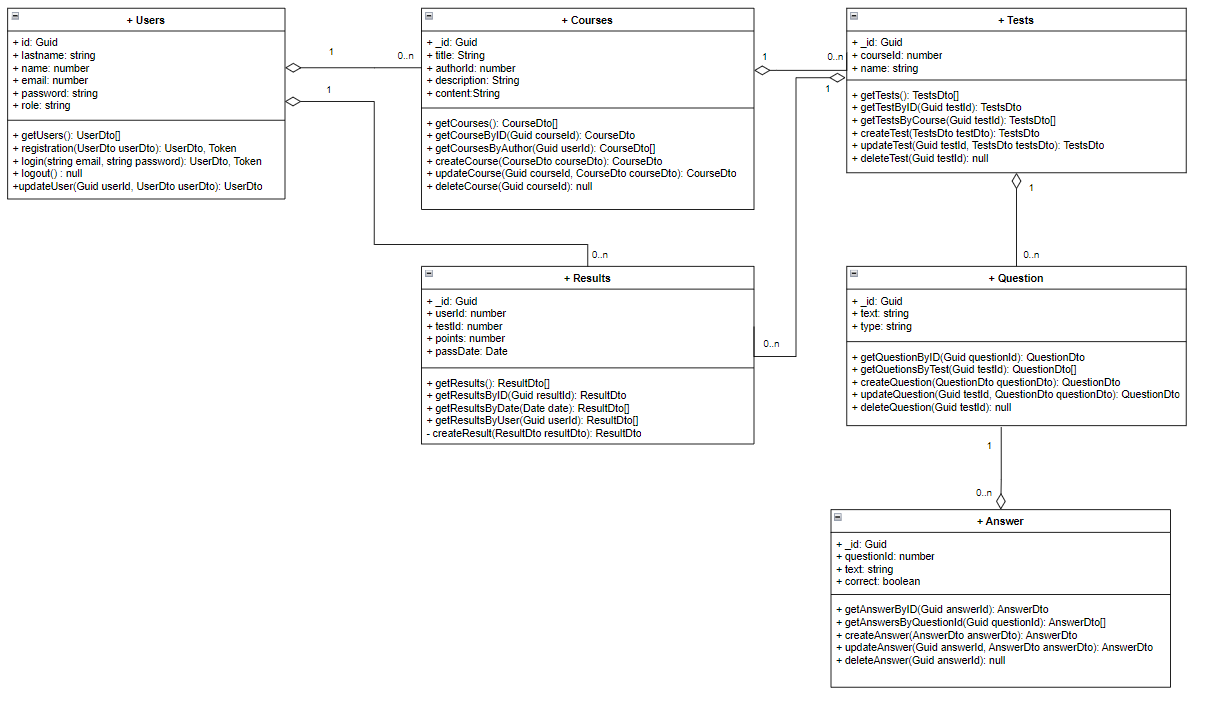 + Users
+ id: Guid
+ lastname: string
+ name: number
+ email: number
+ password: string
+ role: string
+ getUsers(): UserDto[]
+ registration(UserDto userDto): UserDto, Token
+ login(string email, string password): UserDto, Token
+ logout() : null
+updateUser(Guid userId, UserDto userDto): UserDto
1
0..n
1
+ Courses
+ _id: Guid
+ title: String
+ authorId: number
+ description: String
+ content:String
+ getCourses(): CourseDto[]
+ getCourseByID(Guid courseId): CourseDto
+ getCoursesByAuthor(Guid userId): CourseDto[]
+ createCourse(CourseDto courseDto): CourseDto
+ updateCourse(Guid courseId, CourseDto courseDto): CourseDto
+ deleteCourse(Guid courseId): null
1
0..n
1
+ Tests
+ _id: Guid
+ courseId: number
+ name: string
+ getTests(): TestsDto[]
+ getTestByID(Guid testId): TestsDto
+ getTestsByCourse(Guid testId): TestsDto[]
+ createTest(TestsDto testDto): TestsDto
+ updateTest(Guid testId, TestsDto testsDto): TestsDto
+ deleteTest(Guid testId): null
1
0..n
0..n
+ Results
+ _id: Guid
+ userId: number
+ testId: number
+ points: number
+ passDate: Date
+ getResults(): ResultDto[]
+ getResultsByID(Guid resultId): ResultDto
+ getResultsByDate(Date date): ResultDto[]
+ getResultsByUser(Guid userId): ResultDto[]
- createResult(ResultDto resultDto): ResultDto
0..n
+ Question
+ _id: Guid
+ text: string
+ type: string
+ getQuestionByID(Guid questionId): QuestionDto
+ getQuetionsByTest(Guid testId): QuestionDto[]
+ createQuestion(QuestionDto questionDto): QuestionDto
+ updateQuestion(Guid testId, QuestionDto questionDto): QuestionDto
+ deleteQuestion(Guid testId): null
1
0..n
+ Answer
+ _id: Guid
+ questionId: number
+ text: string
+ correct: boolean
+ getAnswerByID(Guid answerId): AnswerDto
+ getAnswersByQuestionId(Guid questionId): AnswerDto[]
+ createAnswer(AnswerDto answerDto): AnswerDto
+ updateAnswer(Guid answerId, AnswerDto answerDto): AnswerDto
+ deleteAnswer(Guid answerId): null